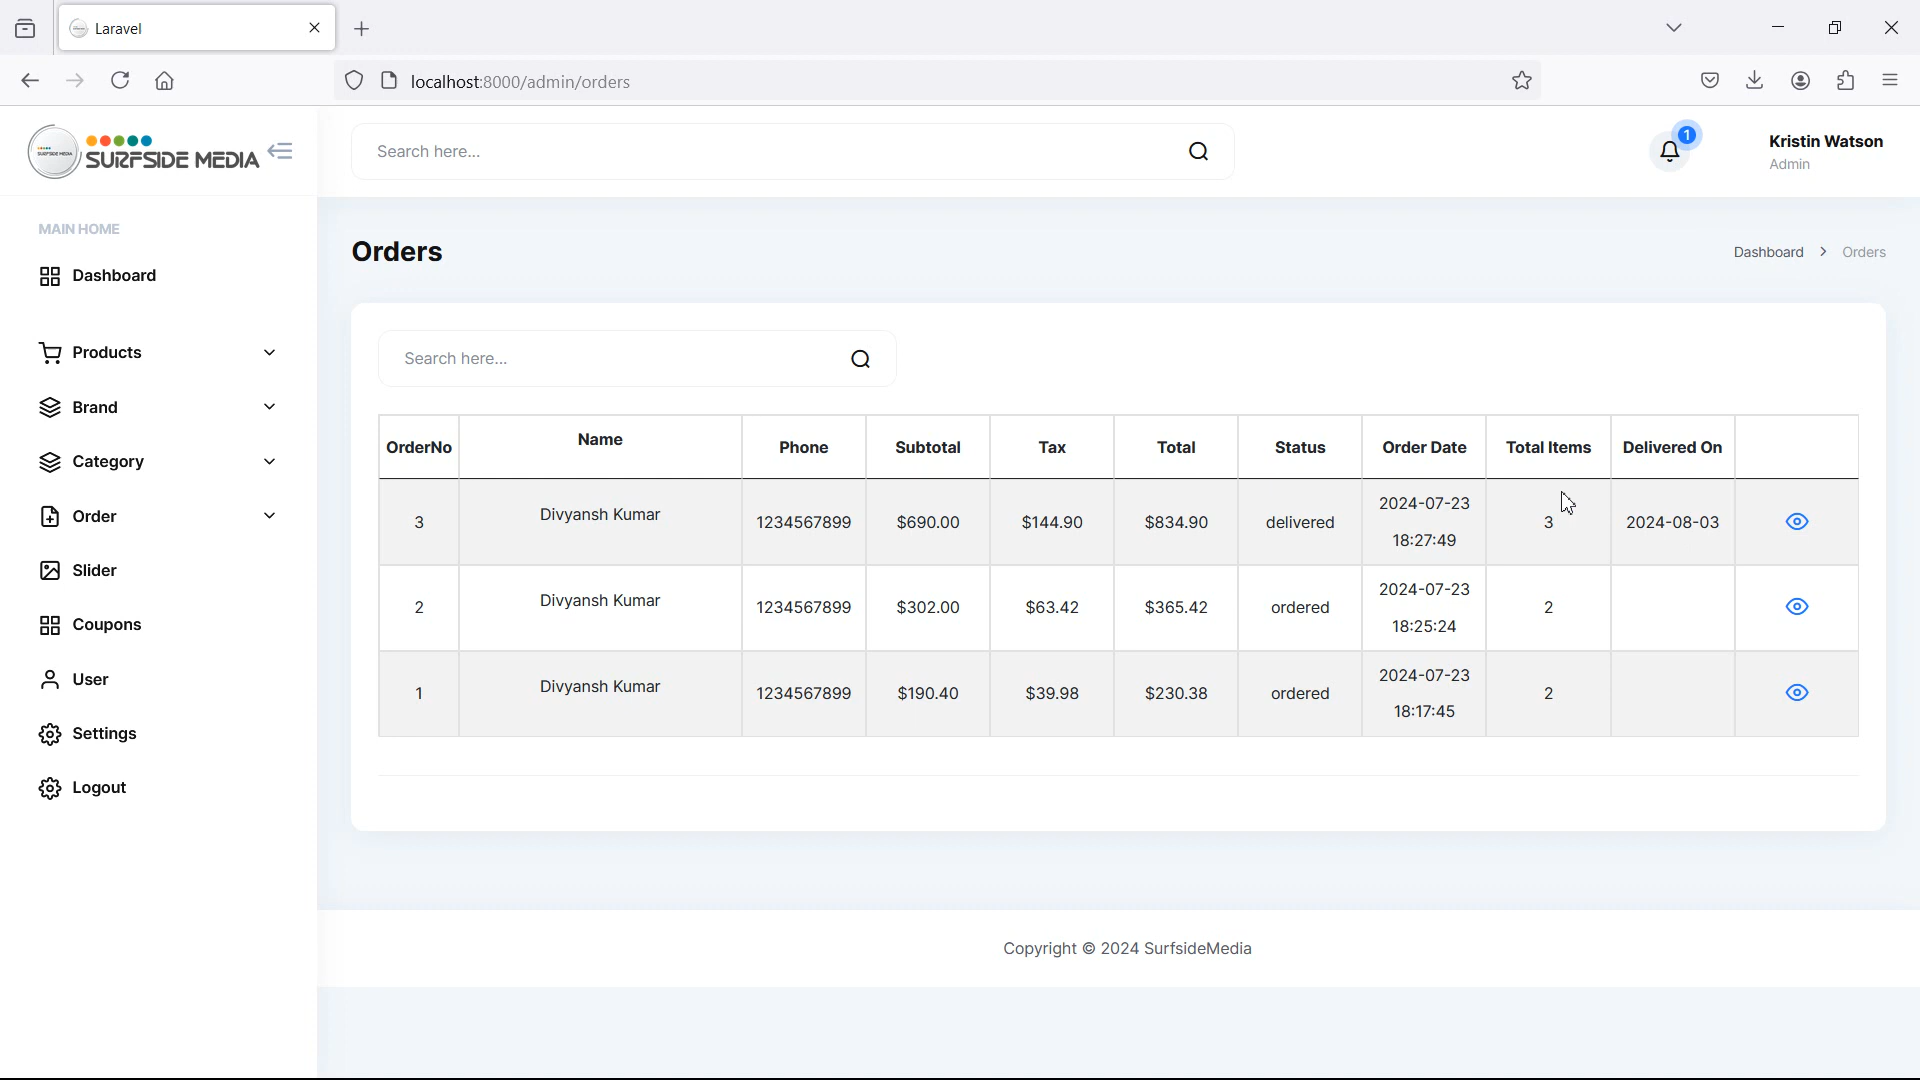 Laravel
localhost:8000/admin/orders
SURFSIDE MEDIA
Search here...
1
Kristin Watson
Admin
MAIN HOME
Dashboard
Products
Brand
Category
Order
Slider
Coupons
User
Settings
Logout
Orders
Dashboard > Orders
Search here...
OrderNo Name Phone Subtotal Tax Total Status Order Date Total Items Delivered On
3 Divyansh Kumar 1234567899 $690.00 $144.90 $834.90 delivered 2024-07-23 18:27:49 3 2024-08-03
2 Divyansh Kumar 1234567899 $302.00 $63.42 $365.42 ordered 2024-07-23 18:25:24 2
1 Divyansh Kumar 1234567899 $190.40 $39.98 $230.38 ordered 2024-07-23 18:17:45 2
Copyright © 2024 SurfsideMedia